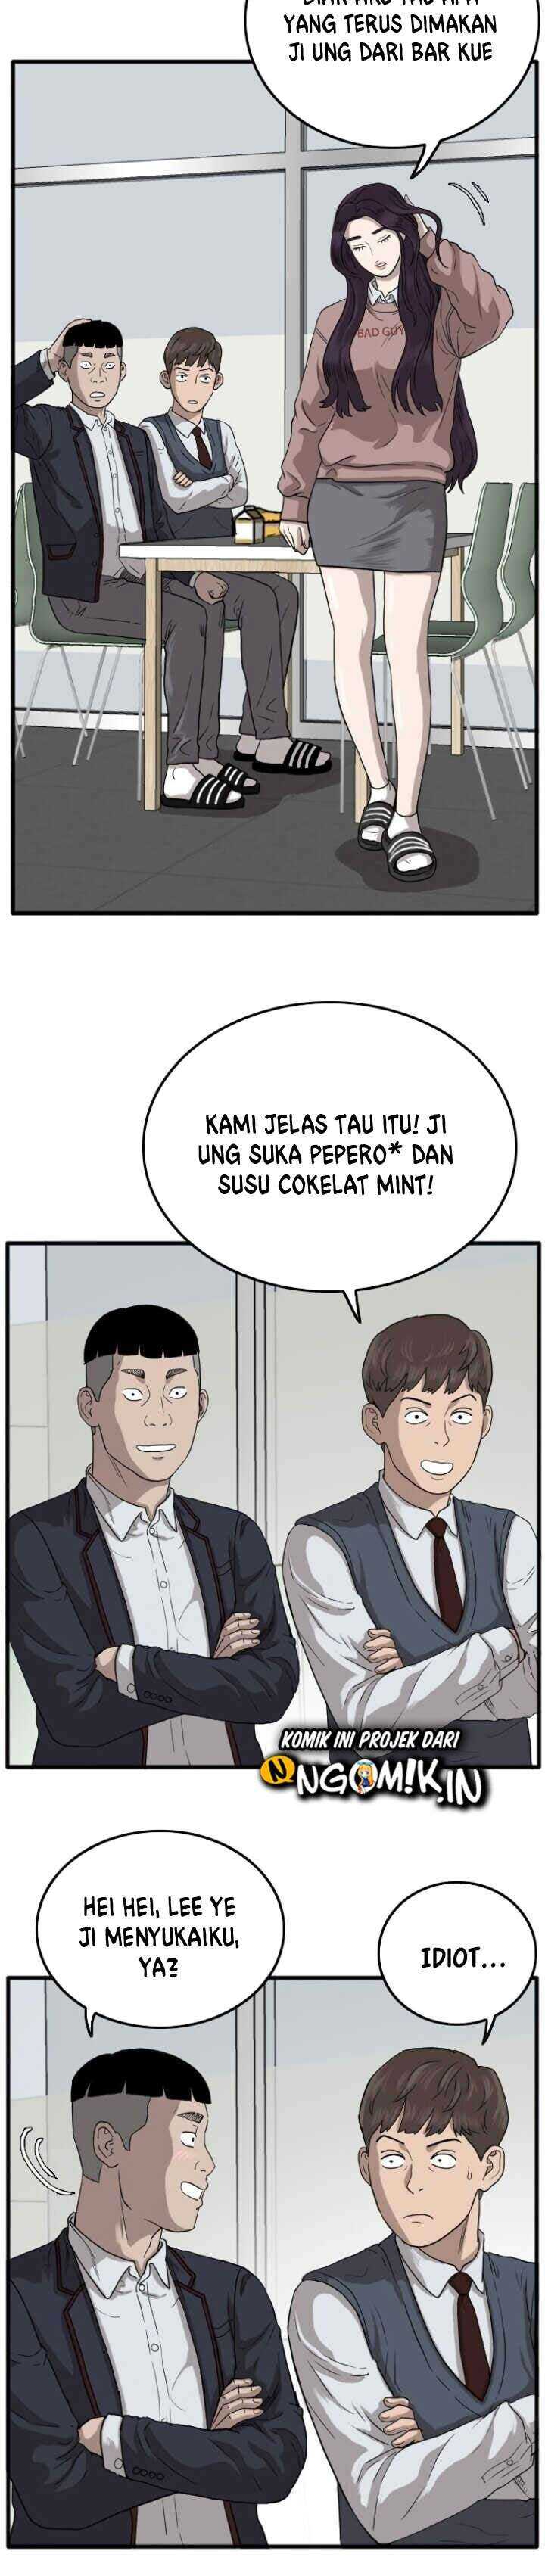 YANG TERUS DIMAKAN
JI UNG DARI BAR KUE
BAD GUY
KAMI JELAS TAU ITU! JI
UNG SUKA PEPERO* DAN
SUSU COKELAT MINT!
KOMIK INI PROJEK DARI
N NGOM!K.IN
HEI HEI, LEE YE
JI MENYUKAIKU,
YA?
IDIOT...